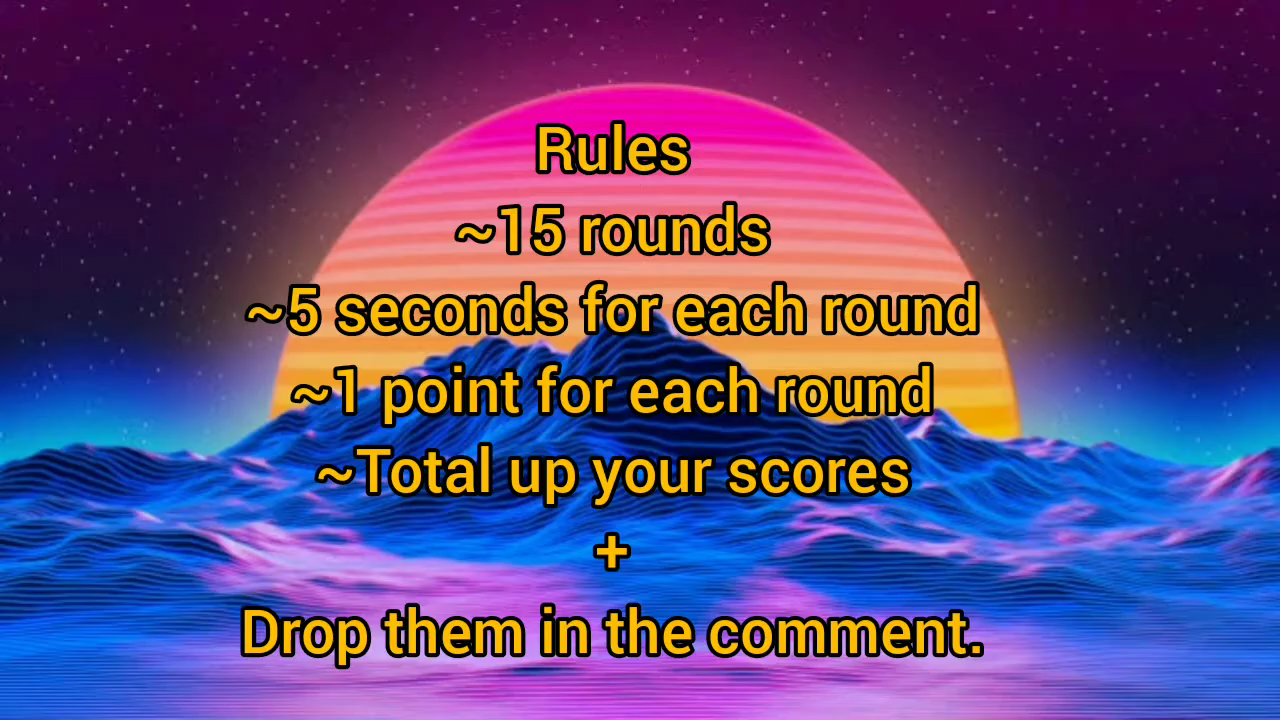 Rules
~15 rounds
~5 seconds for each round
~1 point for each round
~Total up your scores
+
Drop them in the comment.